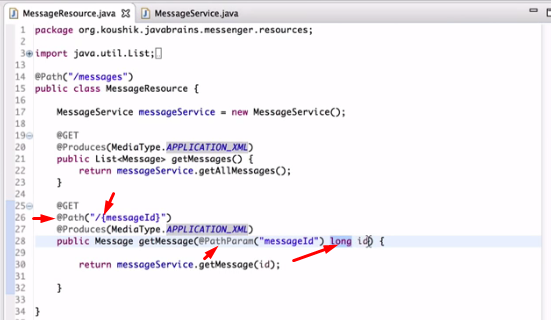 MessageResource.java MessageService.java
1 package org.koushik.javabrains.messenger.resources;
2
3 import java.util.List;
13
14 @Path("/messages")
15 public class MessageResource {
16
17 MessageService messageService = new MessageService();
18
19 @GET
20 @Produces(MediaType.APPLICATION_XML)
21 public List<Message> getMessages() {
22 return messageService.getAllMessages();
23 }
24
25 @GET
26 @Path("/{messageId}")
27 @Produces(MediaType.APPLICATION_XML)
28 public Message getMessage(@PathParam("messageId") long id) {
29
30 return messageService.getMessage(id);
31
32 }
33
34 }